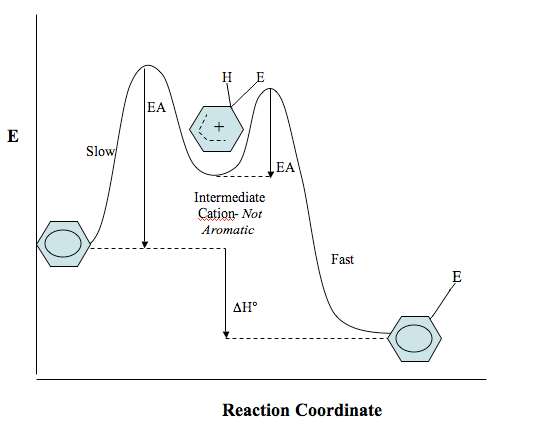 H E
EA
E
+
Slow
EA
Intermediate
Cation- Not
Aromatic
Fast
E
ΔH°
Reaction Coordinate